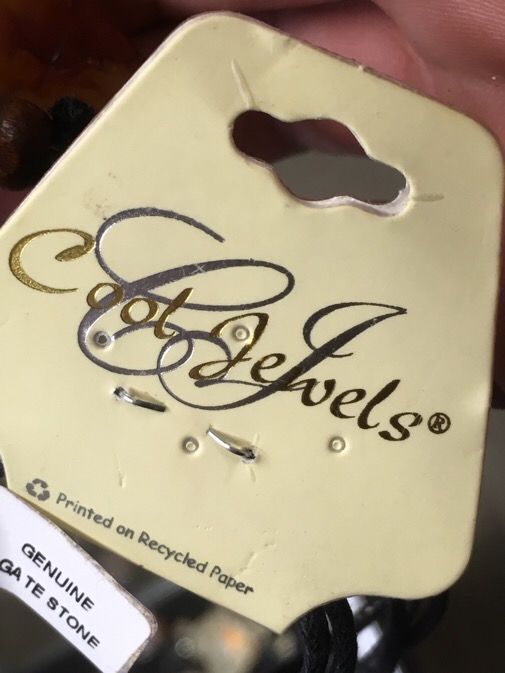 Cool Jewels®
Printed on Recycled Paper
GENUINE
GATE STONE